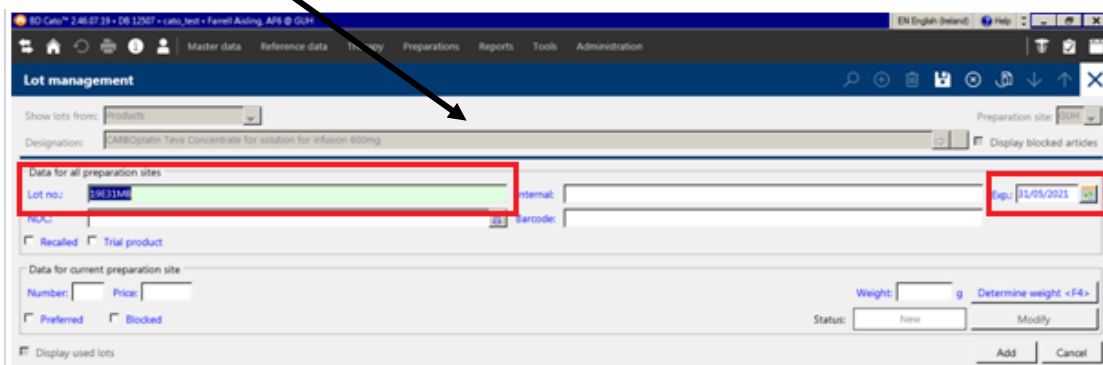 BD Cato™ 2.46.07.19 • DB 12507 • cato_test • Farrell Aisling, AF6 @ GUH EN English (Ireland) Help
Master data Reference data Therapy Preparations Reports Tools Administration
Lot management
Show lots from: Products Preparation site: GUH
Designation: CARBOplatin Teva Concentrate for solution for infusion 600mg Display blocked articles
Data for all preparation sites
Lot no.: 19E31MB Internal: Exp.: 31/05/2021
NDC: Barcode:
Recalled Trial product
Data for current preparation site
Number: Price: Weight: g Determine weight <F4>
Preferred Blocked Status: New Modify
Display used lots Add Cancel